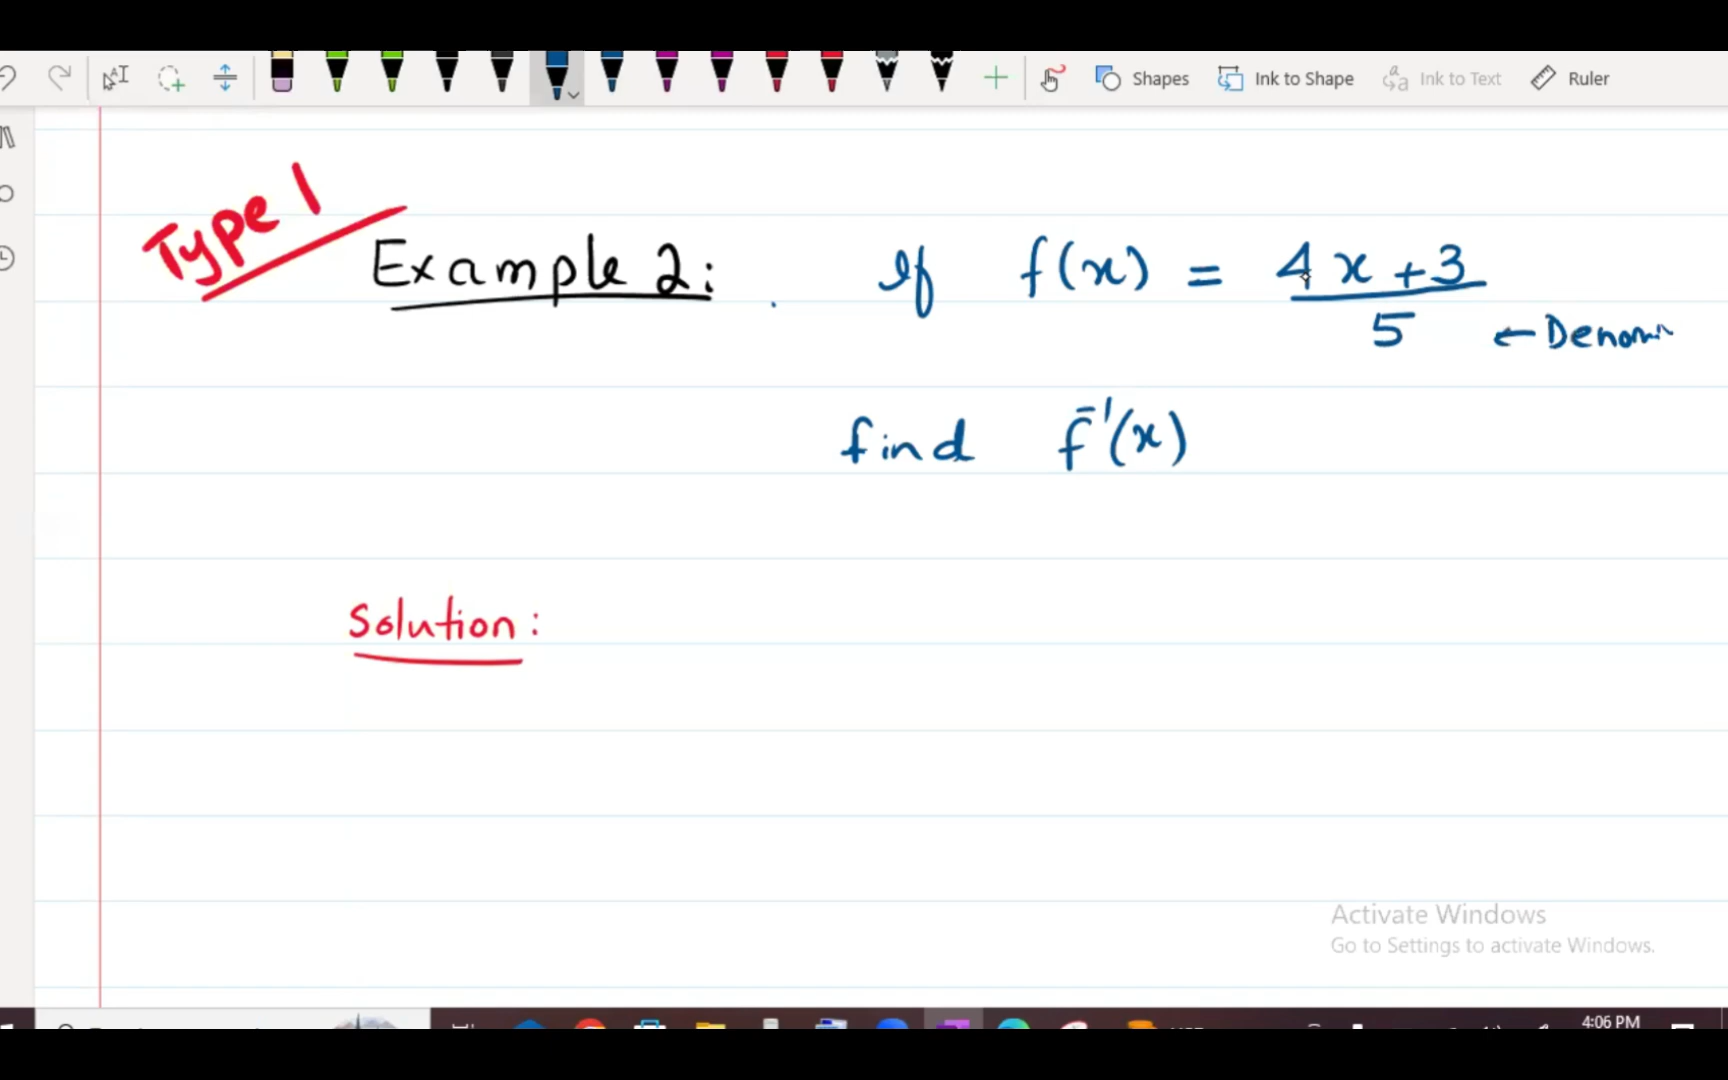 Shapes Ink to Shape Ink to Text Ruler
Type 1
Example 2: If f(x) = 4x+3
5 ← Denomi
find f⁻¹(x)
Solution:
Activate Windows
Go to Settings to activate Windows.
4:06 PM